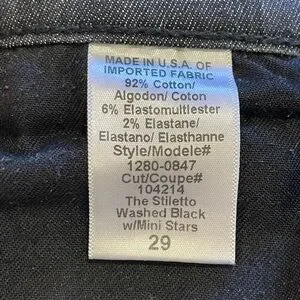 MADE IN U.S.A. OF
IMPORTED FABRIC
92% Cotton/
Algodon/ Coton
6% Elastomultiester
2% Elastane/
Elastano/ Elasthanne
Style/Modele#
1280-0847
Cut/Coupe#
104214
The Stiletto
Washed Black
w/Mini Stars
29